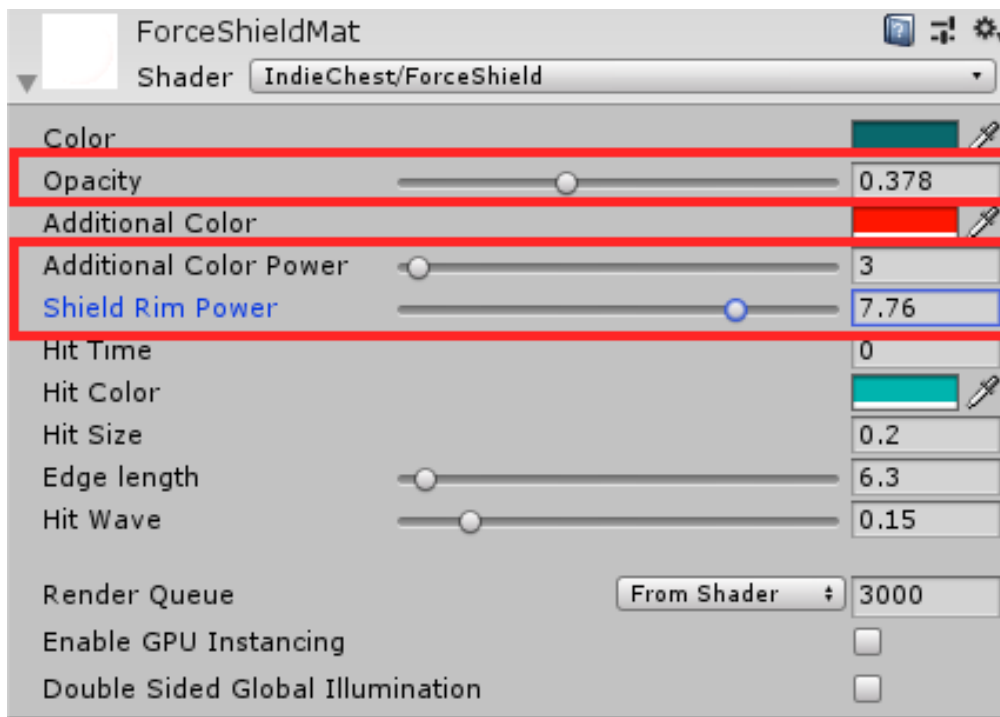 ForceShieldMat
Shader IndieChest/ForceShield
Color
Opacity 0.378
Additional Color
Additional Color Power 3
Shield Rim Power 7.76
Hit Time 0
Hit Color
Hit Size 0.2
Edge length 6.3
Hit Wave 0.15
Render Queue From Shader 3000
Enable GPU Instancing
Double Sided Global Illumination